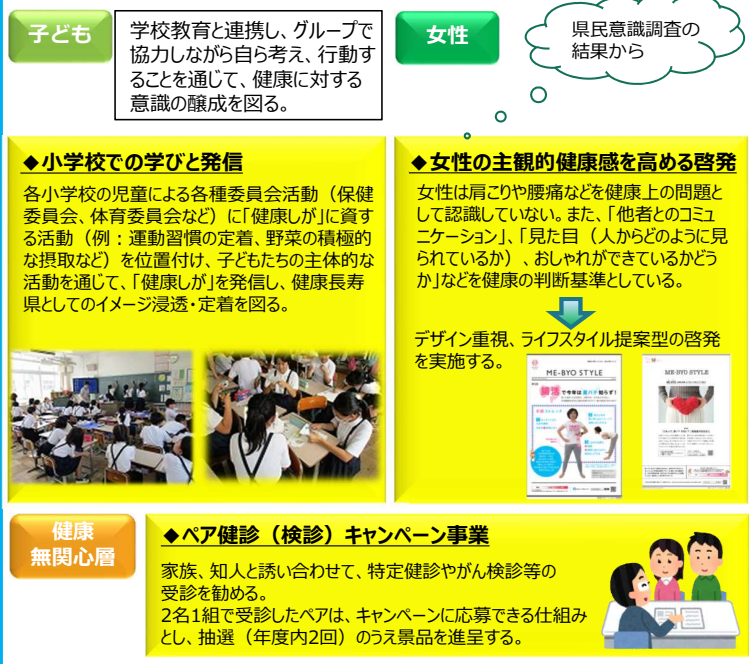 子ども
学校教育と連携し、グループで
協力しながら自ら考え、行動す
ることを通じて、健康に対する
意識の醸成を図る。
女性
県民意識調査の
結果から
◆小学校での学びと発信
各小学校の児童による各種委員会活動（保健
委員会、体育委員会など）に「健康しが」に資す
る活動（例：運動習慣の定着、野菜の積極的
な摂取など）を位置付け、子どもたちの主体的な
活動を通じて、「健康しが」を発信し、健康長寿
県としてのイメージ浸透・定着を図る。
◆女性の主観的健康感を高める啓発
女性は肩こりや腰痛などを健康上の問題と
して認識していない。また、「他者とのコミュ
ニケーション」、「見た目（人からどのように見
られているか）、おしゃれができているかどう
か」などを健康の判断基準としている。
デザイン重視、ライフスタイル提案型の啓発
を実施する。
ME-BYO STYLE
ME-BYO STYLE
健康
無関心層
◆ペア健診（検診）キャンペーン事業
家族、知人と誘い合わせて、特定健診やがん検診等の
受診を勧める。
2名1組で受診したペアは、キャンペーンに応募できる仕組み
とし、抽選（年度内2回）のうえ景品を進呈する。